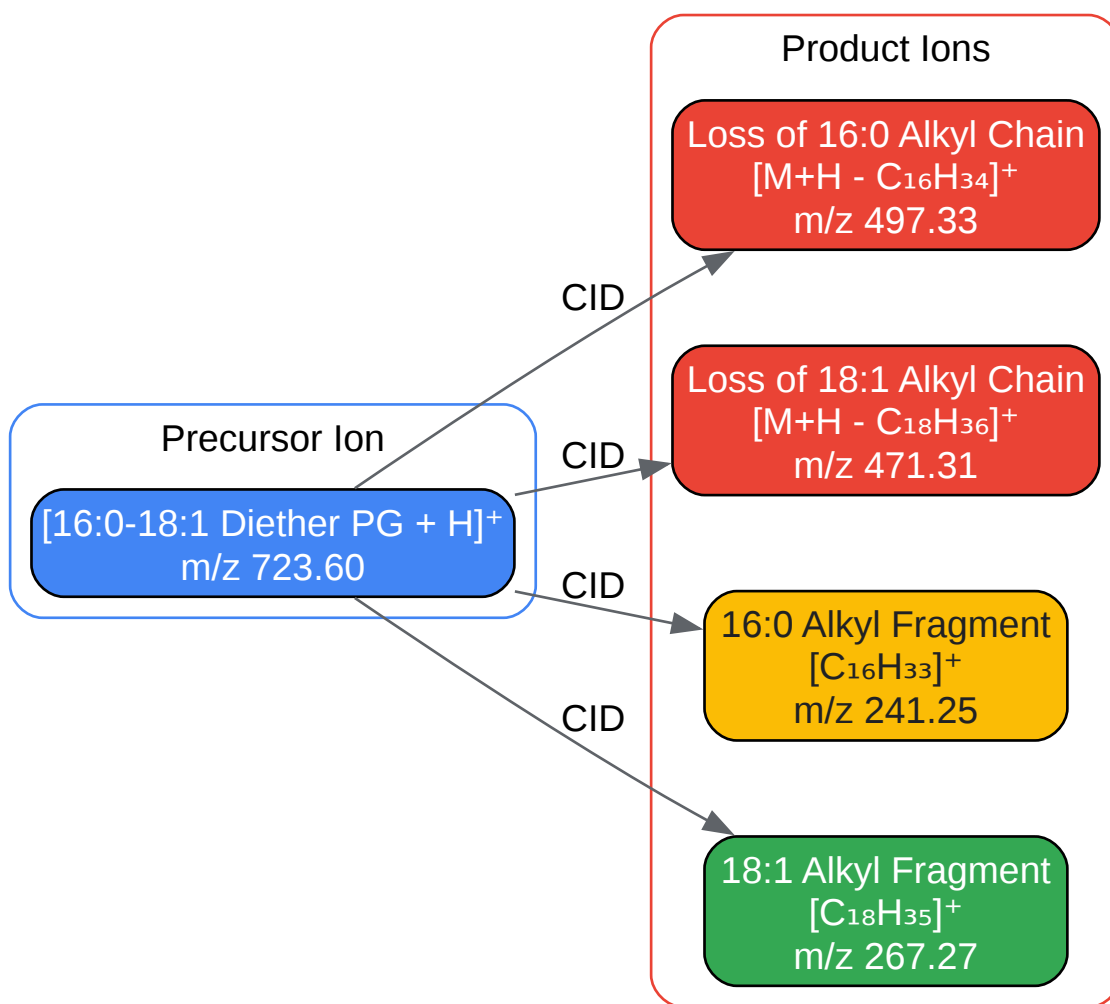 Product Ions
Loss of 16:0 Alkyl Chain
[M+H - C₁₆H₃₄]⁺
m/z 497.33
CID
Loss of 18:1 Alkyl Chain
[M+H - C₁₈H₃₆]⁺
m/z 471.31
CID
Precursor Ion
[16:0-18:1 Diether PG + H]⁺
m/z 723.60
CID
16:0 Alkyl Fragment
[C₁₆H₃₃]⁺
m/z 241.25
CID
18:1 Alkyl Fragment
[C₁₈H₃₅]⁺
m/z 267.27